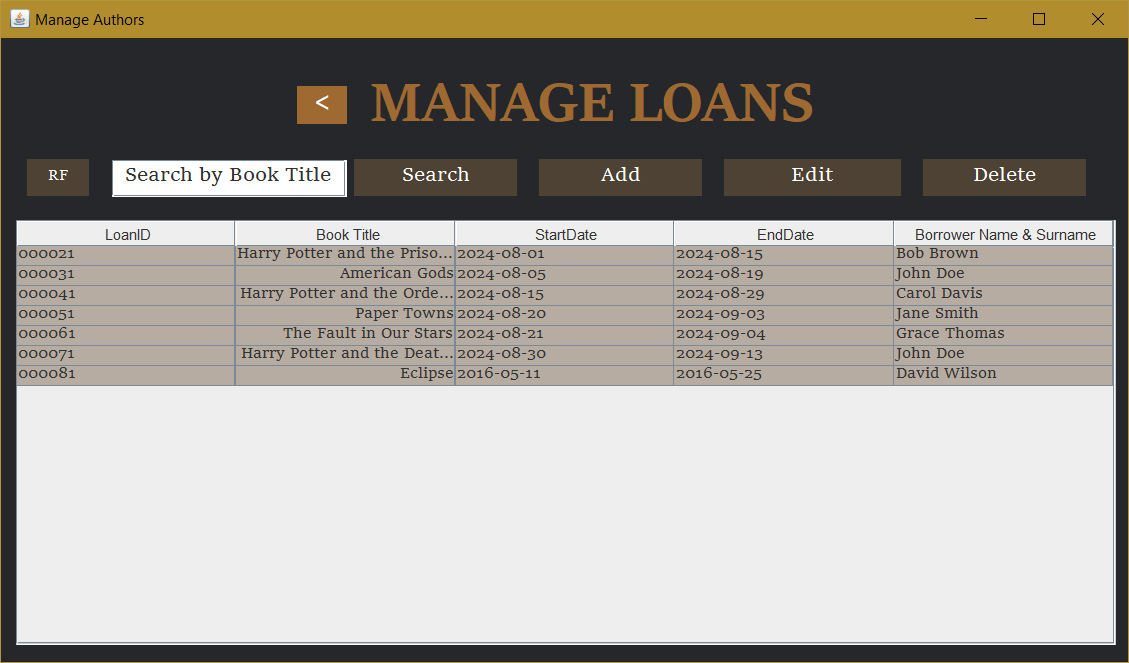 Manage Authors
< MANAGE LOANS
RF Search by Book Title Search Add Edit Delete
LoanID Book Title StartDate EndDate Borrower Name & Surname
000021 Harry Potter and the Priso... 2024-08-01 2024-08-15 Bob Brown
000031 American Gods 2024-08-05 2024-08-19 John Doe
000041 Harry Potter and the Orde... 2024-08-15 2024-08-29 Carol Davis
000051 Paper Towns 2024-08-20 2024-09-03 Jane Smith
000061 The Fault in Our Stars 2024-08-21 2024-09-04 Grace Thomas
000071 Harry Potter and the Deat... 2024-08-30 2024-09-13 John Doe
000081 Eclipse 2016-05-11 2016-05-25 David Wilson